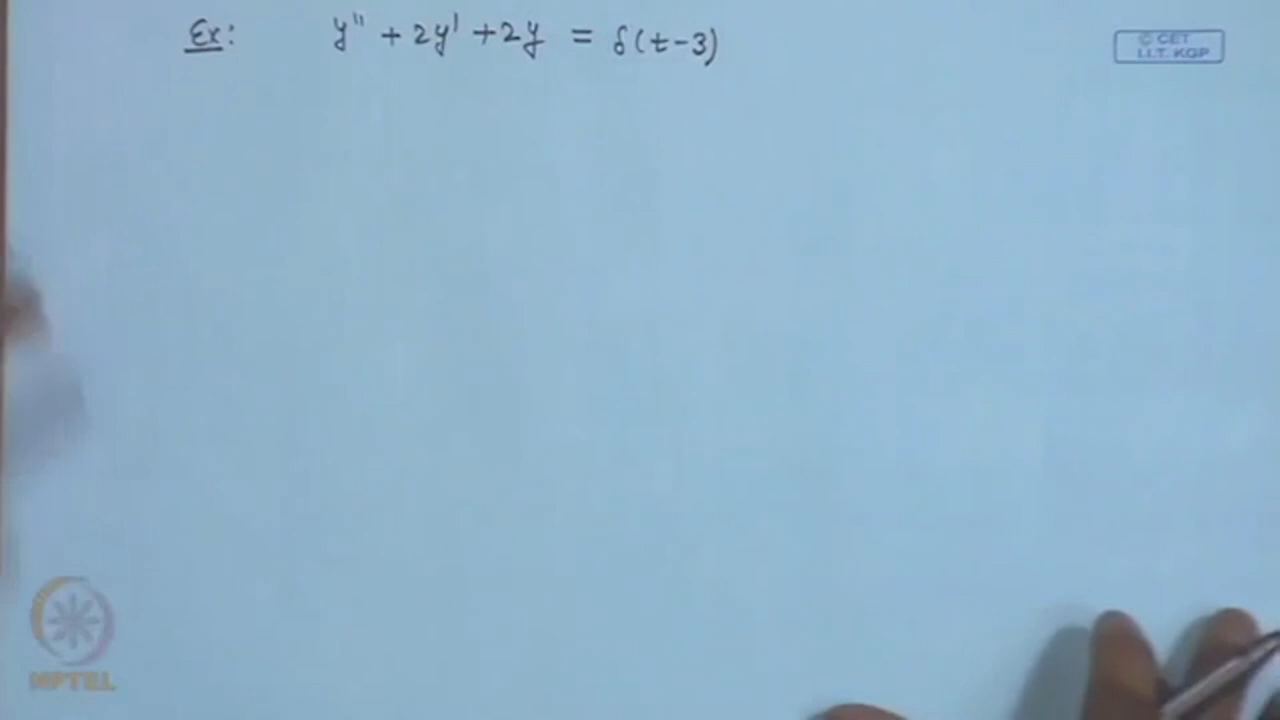 Ex: y'' + 2y' + 2y = δ(t-3)
© CET
I.I.T. KGP
NPTEL